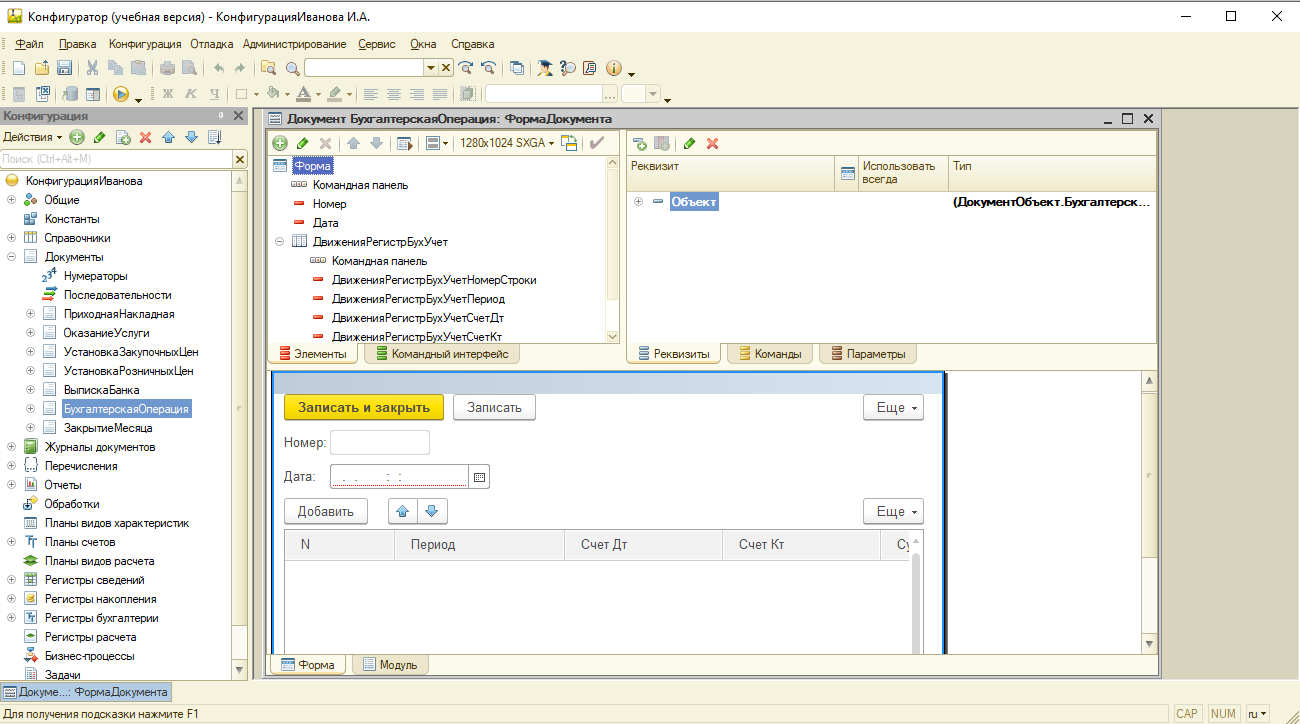 Конфигуратор (учебная версия) - КонфигурацияИванова И.А.
Файл Правка Конфигурация Отладка Администрирование Сервис Окна Справка
Ж К Ч
Конфигурация
Действия
Поиск (Ctrl+Alt+M)
КонфигурацияИванова
Общие
Константы
Справочники
Документы
Нумераторы
Последовательности
ПриходнаяНакладная
ОказаниеУслуги
УстановкаЗакупочныхЦен
УстановкаРозничныхЦен
ВыпискаБанка
БухгалтерскаяОперация
ЗакрытиеМесяца
Журналы документов
Перечисления
Отчеты
Обработки
Планы видов характеристик
Планы счетов
Планы видов расчета
Регистры сведений
Регистры накопления
Регистры бухгалтерии
Регистры расчета
Бизнес-процессы
Задачи
Документ БухгалтерскаяОперация: ФормаДокумента
1280x1024 SXGA
Форма
Командная панель
Номер
Дата
ДвиженияРегистрБухУчет
Командная панель
ДвиженияРегистрБухУчетНомерСтроки
ДвиженияРегистрБухУчетПериод
ДвиженияРегистрБухУчетСчетДт
ДвиженияРегистрБухУчетСчетКт
Элементы Командный интерфейс
Реквизит Использовать всегда Тип
Объект (ДокументОбъект.Бухгалтерск...
Реквизиты Команды Параметры
Записать и закрыть Записать Еще
Номер:
Дата: . . : :
Добавить Еще
N Период Счет Дт Счет Кт Су
Форма Модуль
Докуме...: ФормаДокумента
Для получения подсказки нажмите F1 CAP NUM ru